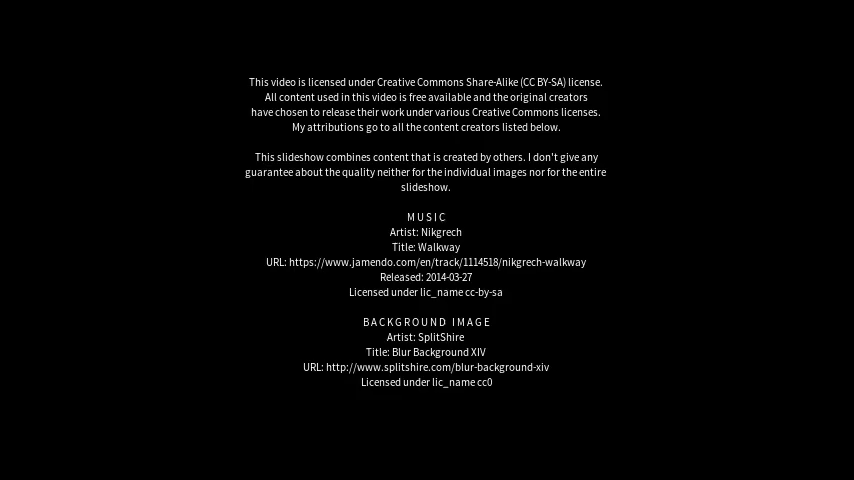 This video is licensed under Creative Commons Share-Alike (CC BY-SA) license.
All content used in this video is free available and the original creators
have chosen to release their work under various Creative Commons licenses.
My attributions go to all the content creators listed below.
This slideshow combines content that is created by others. I don't give any
guarantee about the quality neither for the individual images nor for the entire
slideshow.
MUSIC
Artist: Nikgrech
Title: Walkway
URL: https://www.jamendo.com/en/track/1114518/nikgrech-walkway
Released: 2014-03-27
Licensed under lic_name cc-by-sa
BACKGROUND IMAGE
Artist: SplitShire
Title: Blur Background XIV
URL: http://www.splitshire.com/blur-background-xiv
Licensed under lic_name cc0